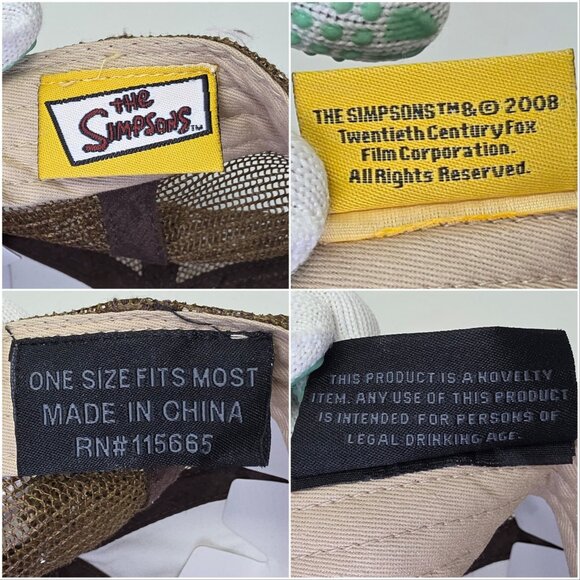 THE
SIMPSONS™
THE SIMPSONS™&© 2008
Twentieth Century Fox
Film Corporation.
All Rights Reserved.
ONE SIZE FITS MOST
MADE IN CHINA
RN#115665
THIS PRODUCT IS A NOVELTY
ITEM. ANY USE OF THIS PRODUCT
IS INTENDED FOR PERSONS OF
LEGAL DRINKING AGE.